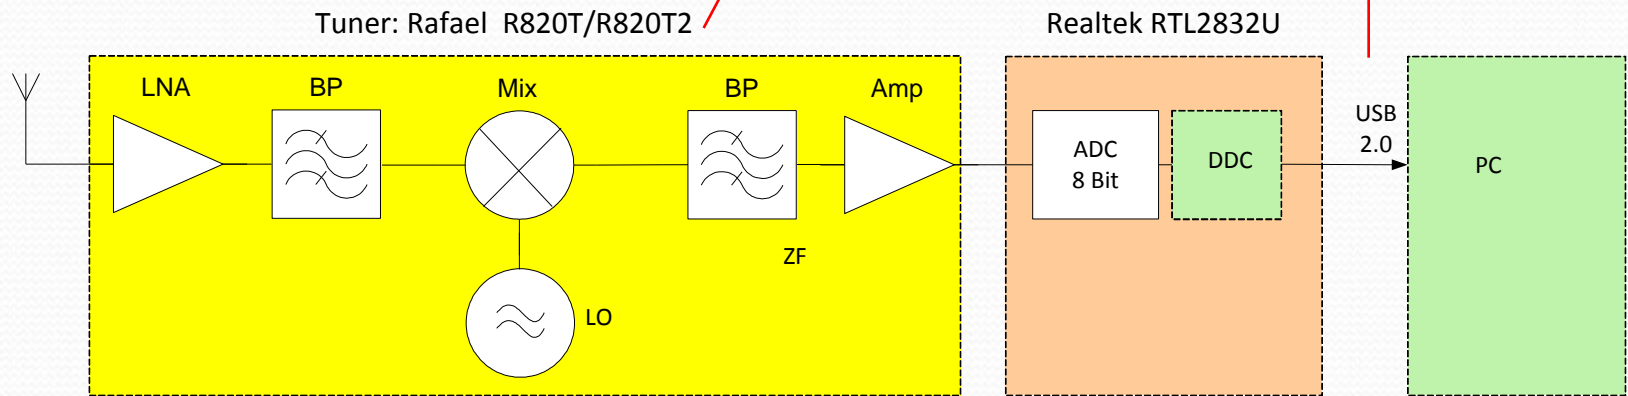 Tuner: Rafael R820T/R820T2
Realtek RTL2832U
LNA
BP
Mix
BP
Amp
USB
2.0
ADC
8 Bit
DDC
PC
ZF
LO